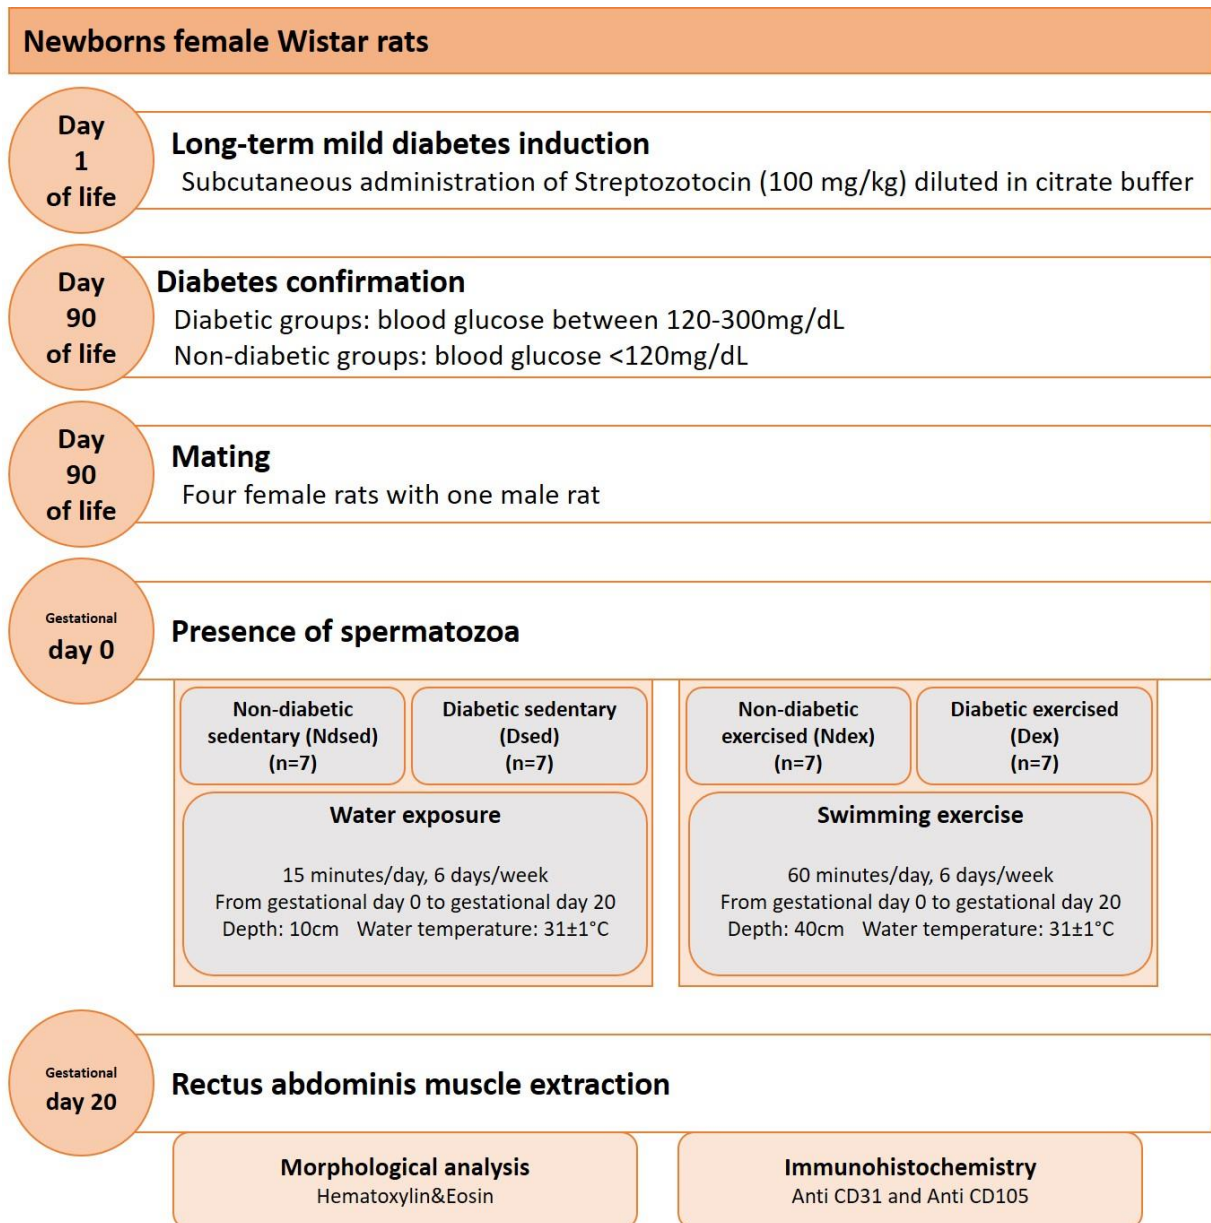 Newborns female Wistar rats
Day
1
of life
Long-term mild diabetes induction
Subcutaneous administration of Streptozotocin (100 mg/kg) diluted in citrate buffer
Day
90
of life
Diabetes confirmation
Diabetic groups: blood glucose between 120-300mg/dL
Non-diabetic groups: blood glucose <120mg/dL
Day
90
of life
Mating
Four female rats with one male rat
Gestational
day 0
Presence of spermatozoa
Non-diabetic
sedentary (Ndsed)
(n=7)
Diabetic sedentary
(Dsed)
(n=7)
Water exposure
15 minutes/day, 6 days/week
From gestational day 0 to gestational day 20
Depth: 10cm Water temperature: 31±1°C
Non-diabetic
exercised (Ndex)
(n=7)
Diabetic exercised
(Dex)
(n=7)
Swimming exercise
60 minutes/day, 6 days/week
From gestational day 0 to gestational day 20
Depth: 40cm Water temperature: 31±1°C
Gestational
day 20
Rectus abdominis muscle extraction
Morphological analysis
Hematoxylin&Eosin
Immunohistochemistry
Anti CD31 and Anti CD105